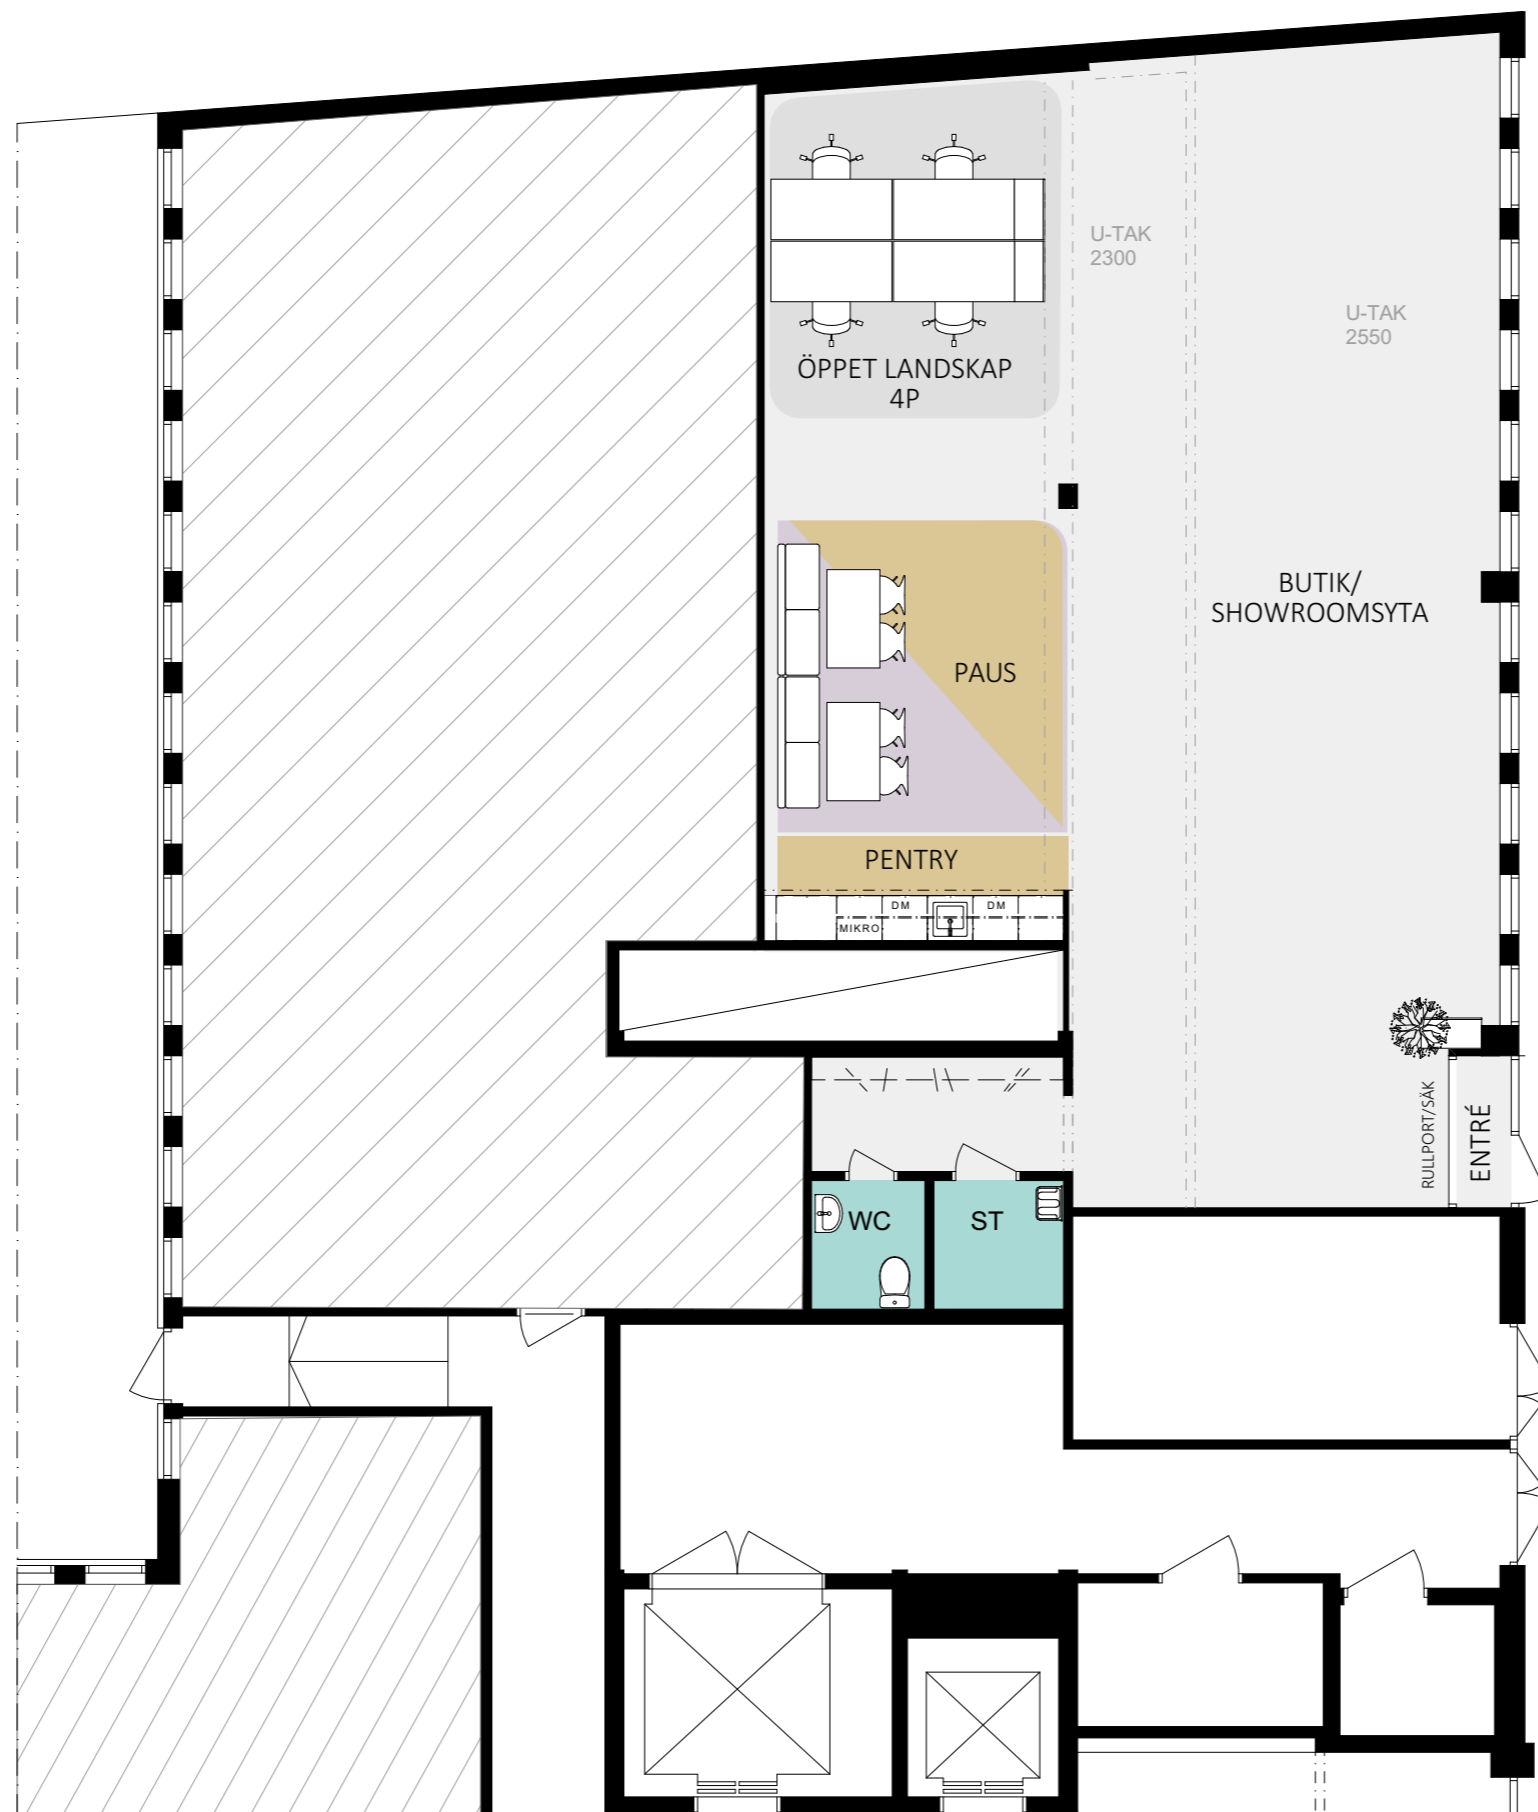 U-TAK
2300
U-TAK
2550
ÖPPET LANDSKAP
4P
BUTIK/
SHOWROOMSYTA
PAUS
PENTRY
DM
DM
MIKRO
RULLPORT/SÄK
ENTRÉ
WC
ST